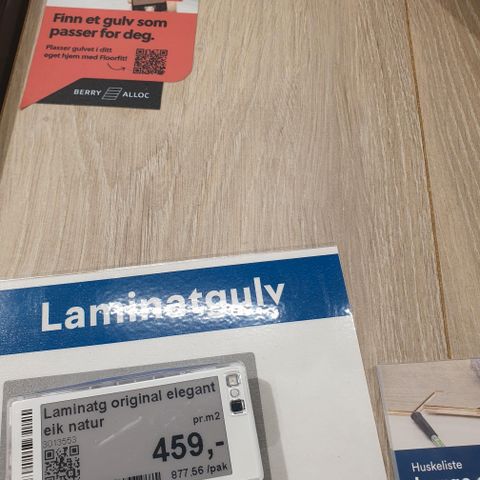 Finn et gulv som
passer for deg.
Plasser gulvet i ditt
eget hjem med Floorfit!
BERRY ALLOC
Laminatgulv
Laminatg original elegant
eik natur
pr.m2
3013553
459,-
877.56 /pak
Huskeliste